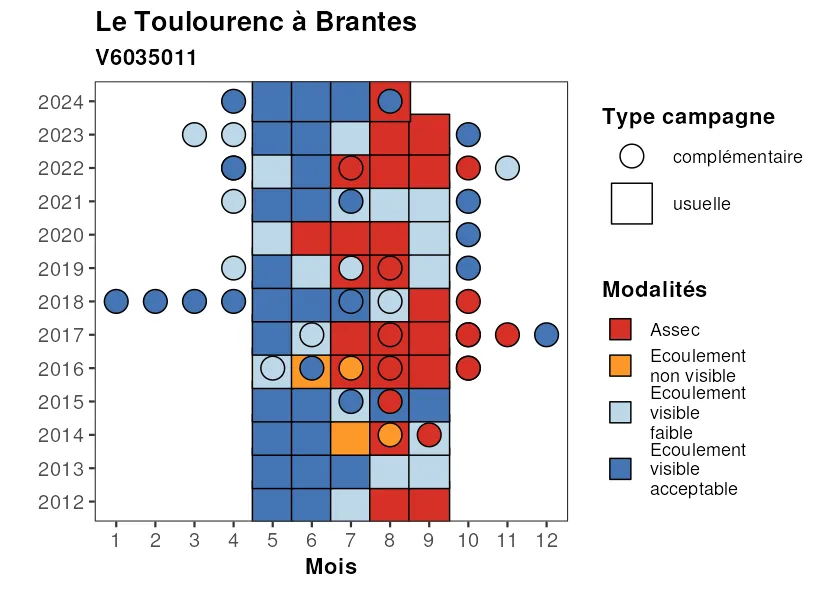 Le Toulourenc à Brantes
V6035011
2024
2023
2022
2021
2020
2019
2018
2017
2016
2015
2014
2013
2012
1 2 3 4 5 6 7 8 9 10 11 12
Mois
Type campagne
complémentaire
usuelle
Modalités
Assec
Ecoulement
non visible
Ecoulement
visible
faible
Ecoulement
visible
acceptable